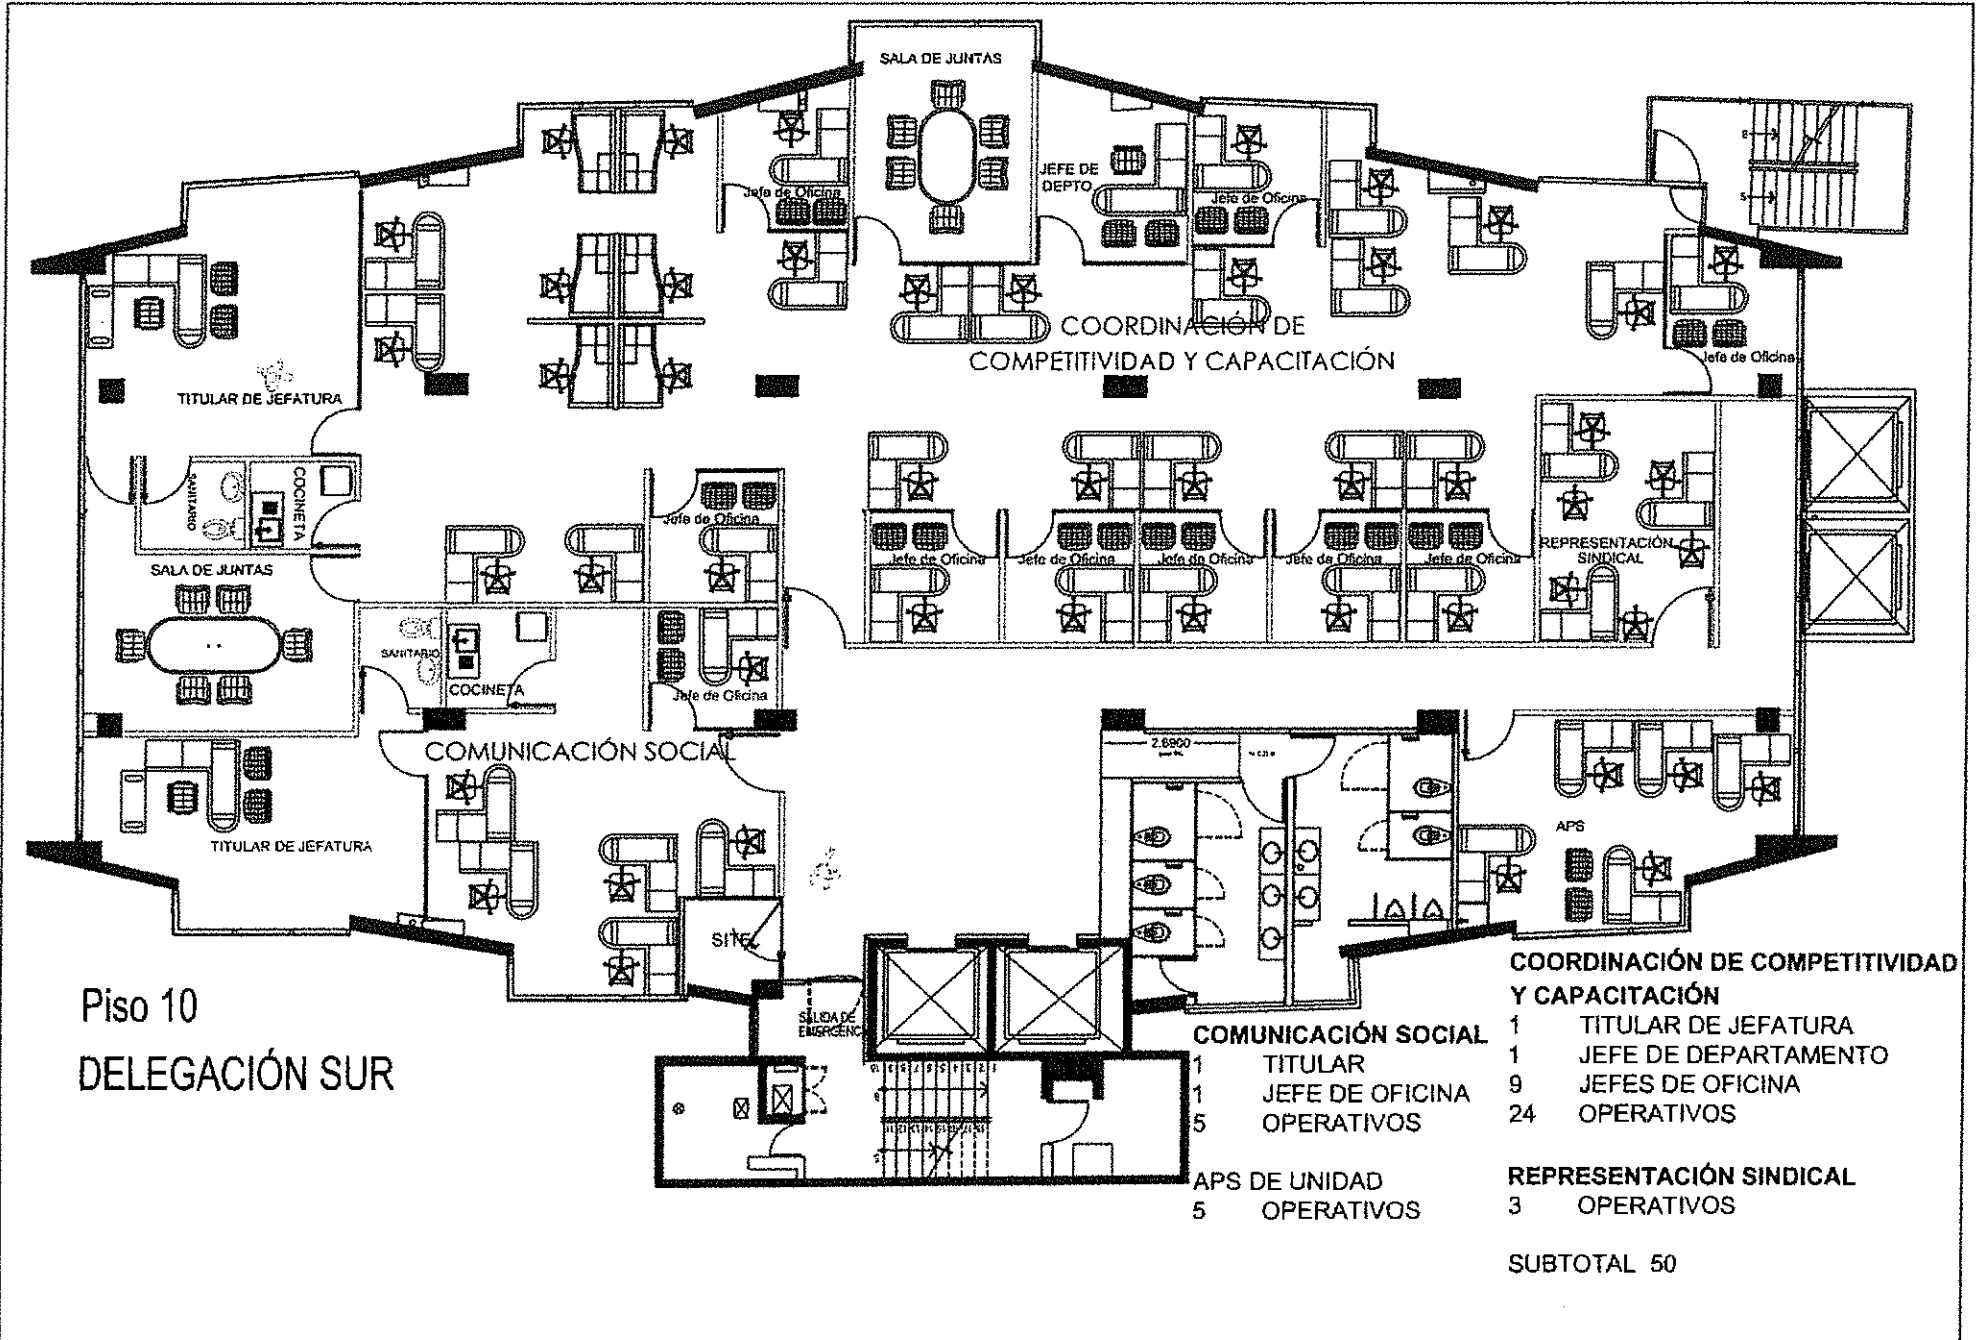 SALA DE JUNTAS
JEFE DE
DEPTO
Jefe de Oficina
Jefe de Oficina
COORDINACIÓN DE
COMPETITIVIDAD Y CAPACITACIÓN
Jefe de Oficina
TITULAR DE JEFATURA
SANITARIO
COCINETA
Jefe de Oficina
Jefe de Oficina
Jefe de Oficina
Jefe de Oficina
Jefe de Oficina
Jefe de Oficina
REPRESENTACIÓN
SINDICAL
SALA DE JUNTAS
SANITARIO
COCINETA
Jefe de Oficina
COMUNICACIÓN SOCIAL
2.6900
TITULAR DE JEFATURA
APS
SITE
SALIDA DE
EMERGENC
Piso 10
DELEGACIÓN SUR
COMUNICACIÓN SOCIAL
1 TITULAR
1 JEFE DE OFICINA
5 OPERATIVOS
APS DE UNIDAD
5 OPERATIVOS
COORDINACIÓN DE COMPETITIVIDAD
Y CAPACITACIÓN
1 TITULAR DE JEFATURA
1 JEFE DE DEPARTAMENTO
9 JEFES DE OFICINA
24 OPERATIVOS
REPRESENTACIÓN SINDICAL
3 OPERATIVOS
SUBTOTAL 50